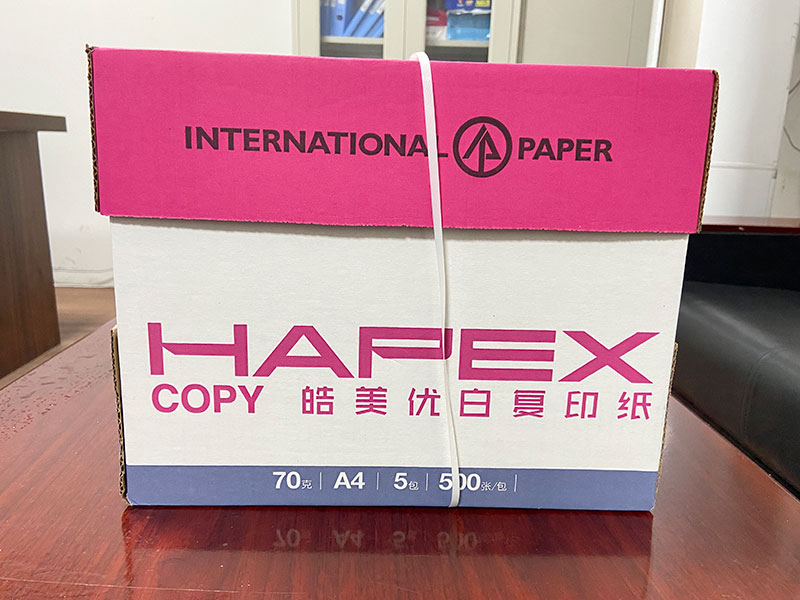 INTERNATIONAL PAPER
HAPEX
COPY 皓美优白复印纸
70克 | A4 | 5包 | 500张/包 |